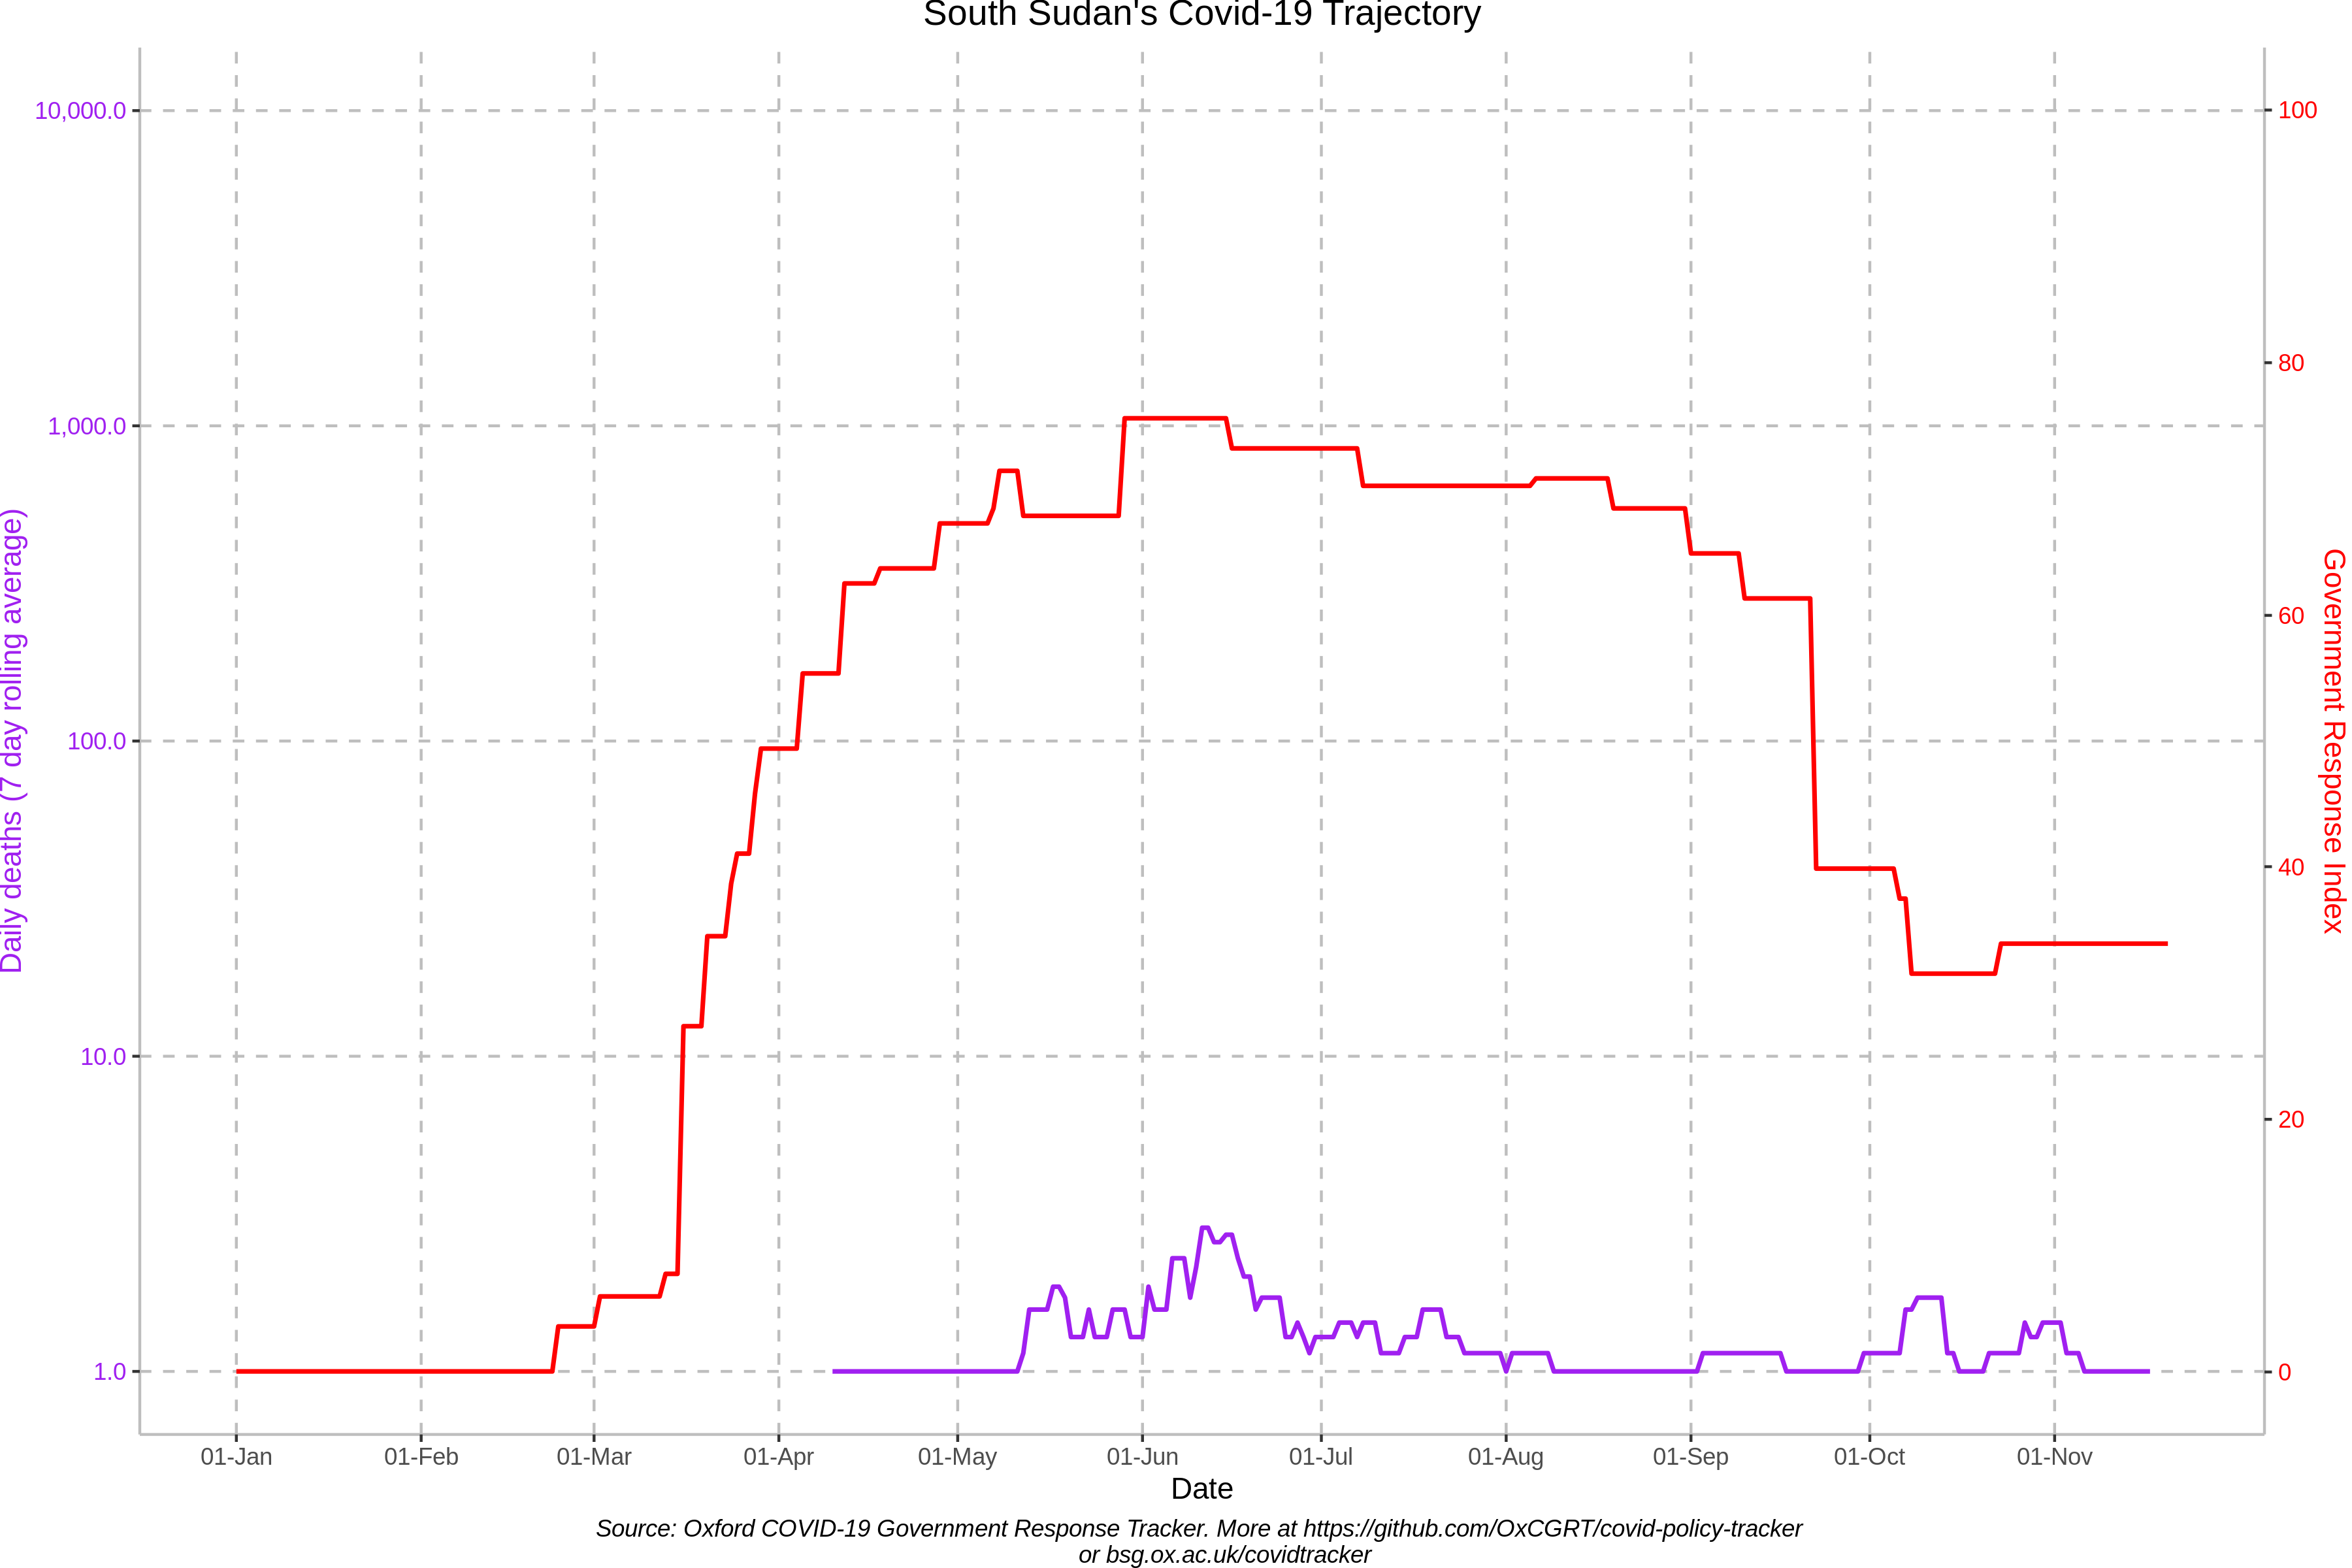 South Sudan's Covid-19 Trajectory
10,000.0
1,000.0
100.0
10.0
1.0
Daily deaths (7 day rolling average)
100
80
60
40
20
0
Government Response Index
01-Jan 01-Feb 01-Mar 01-Apr 01-May 01-Jun 01-Jul 01-Aug 01-Sep 01-Oct 01-Nov
Date
Source: Oxford COVID-19 Government Response Tracker. More at https://github.com/OxCGRT/covid-policy-tracker
or bsg.ox.ac.uk/covidtracker